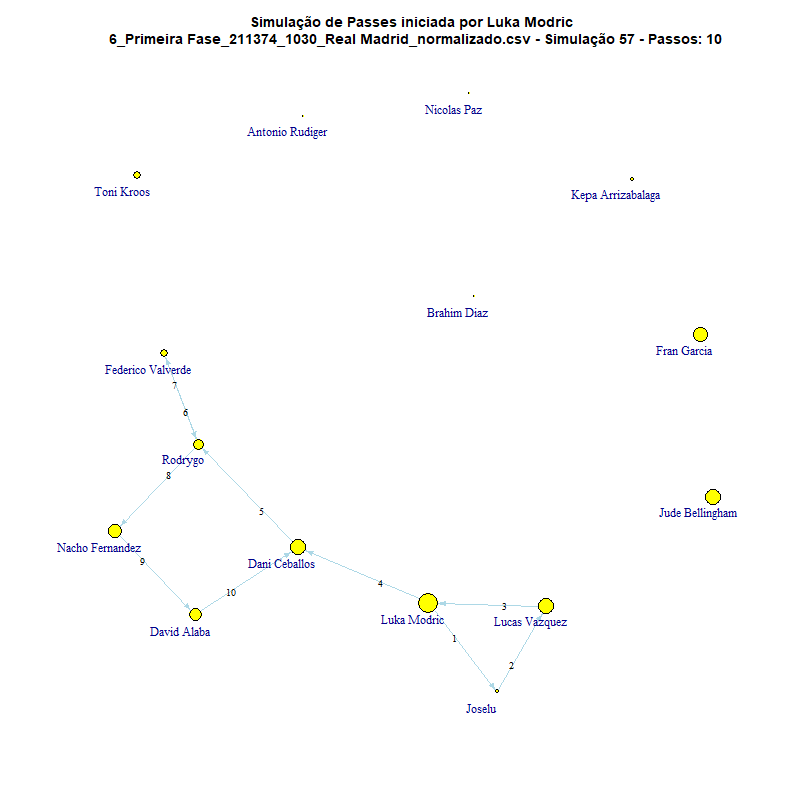 Simulação de Passes iniciada por Luka Modric
6_Primeira Fase_211374_1030_Real Madrid_normalizado.csv - Simulação 57 - Passos: 10
Nicolas Paz
Antonio Rudiger
Toni Kroos
Kepa Arrizabalaga
Brahim Diaz
Fran Garcia
Federico Valverde
7
6
Rodrygo
8
5
Jude Bellingham
Nacho Fernandez
9
Dani Ceballos
10
4
3
Luka Modric
Lucas Vazquez
David Alaba
1
2
Joselu